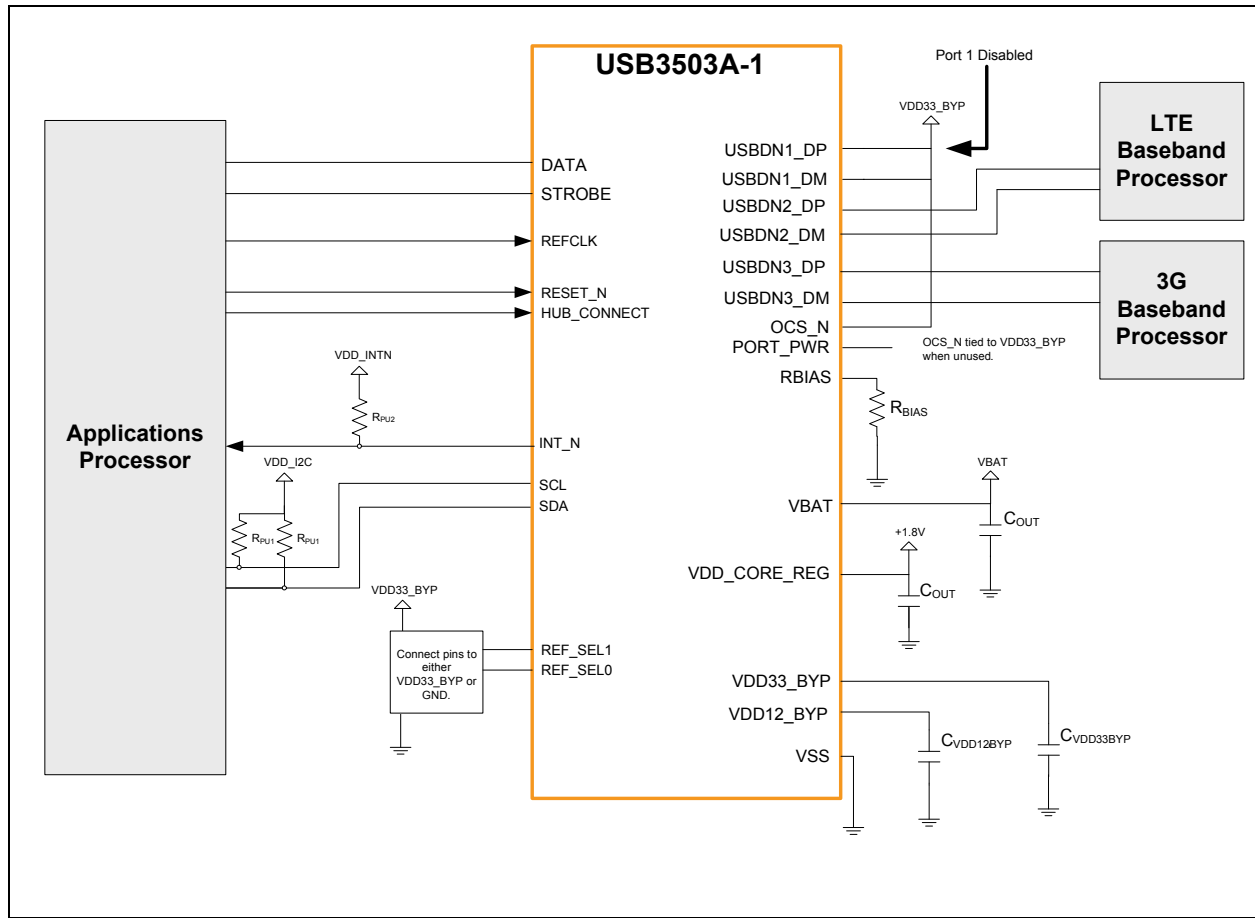 USB3503A-1
Port 1 Disabled
Applications
Processor
DATA
STROBE
REFCLK
RESET_N
HUB_CONNECT
VDD_INTN
RPU2
INT_N
VDD_I2C
SCL
SDA
RPU1
RPU1
VDD33_BYP
Connect pins to
either
VDD33_BYP or
GND.
REF_SEL1
REF_SEL0
VDD33_BYP
USBDN1_DP
USBDN1_DM
USBDN2_DP
USBDN2_DM
USBDN3_DP
USBDN3_DM
OCS_N
PORT_PWR
OCS_N tied to VDD33_BYP
when unused.
RBIAS
RBIAS
VBAT
VBAT
COUT
+1.8V
VDD_CORE_REG
COUT
VDD33_BYP
VDD12_BYP
CVDD12BYP
CVDD33BYP
VSS
LTE
Baseband
Processor
3G
Baseband
Processor